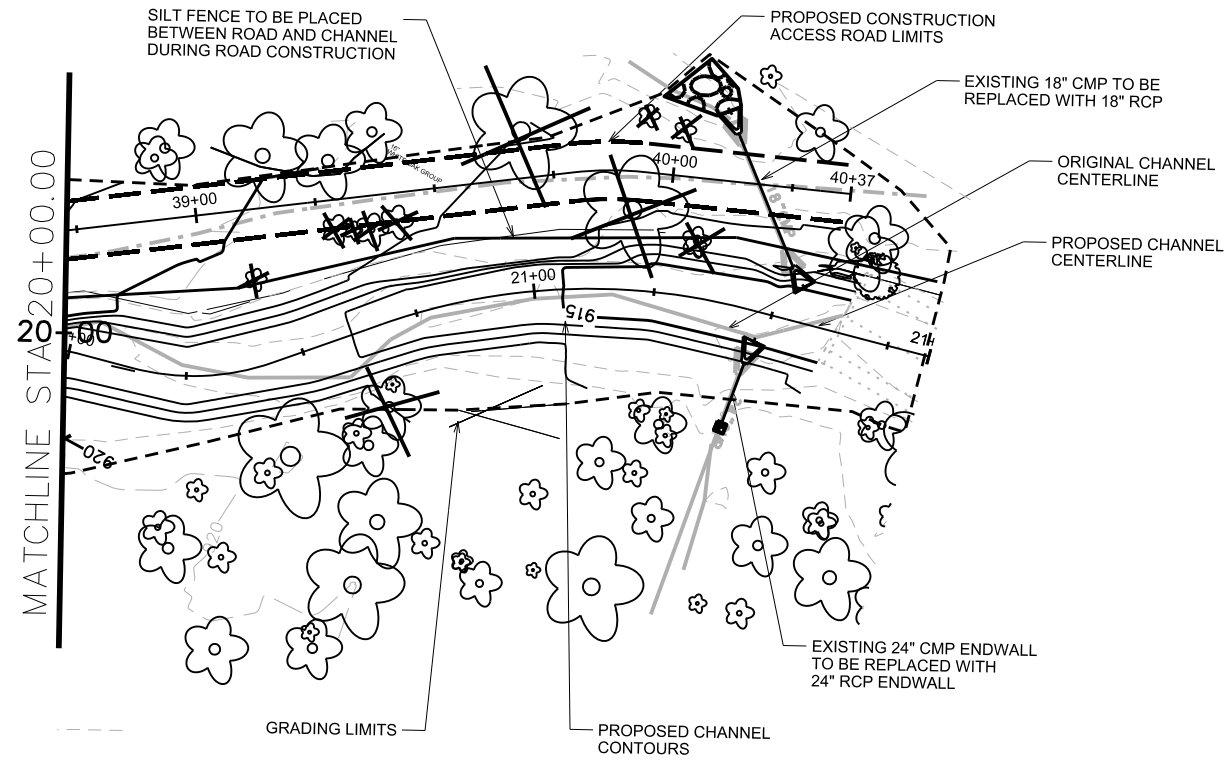 SILT FENCE TO BE PLACED
BETWEEN ROAD AND CHANNEL
DURING ROAD CONSTRUCTION
PROPOSED CONSTRUCTION
ACCESS ROAD LIMITS
EXISTING 18" CMP TO BE
REPLACED WITH 18" RCP
ORIGINAL CHANNEL
CENTERLINE
PROPOSED CHANNEL
CENTERLINE
40+00
40+37
39+00
21+00
915
20+00
+00
21+
920
920
MATCHLINE STA 20+00.00
EXISTING 24" CMP ENDWALL
TO BE REPLACED WITH
24" RCP ENDWALL
GRADING LIMITS
PROPOSED CHANNEL
CONTOURS